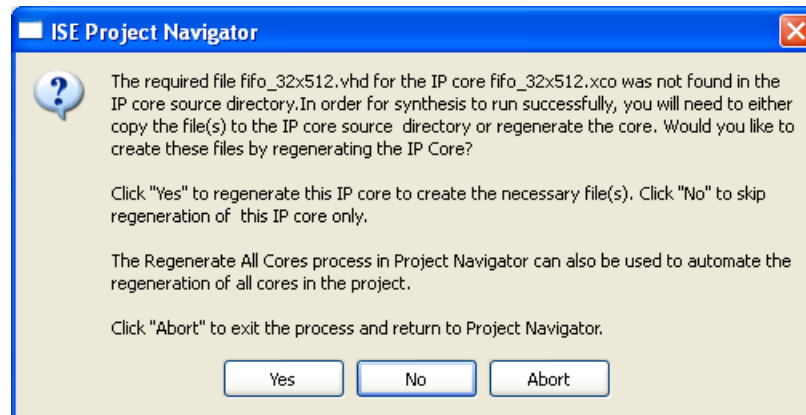 ISE Project Navigator
The required file fifo_32x512.vhd for the IP core fifo_32x512.xco was not found in the
IP core source directory.In order for synthesis to run successfully, you will need to either
copy the file(s) to the IP core source  directory or regenerate the core. Would you like to
create these files by regenerating the IP Core?
Click "Yes" to regenerate this IP core to create the necessary file(s). Click "No" to skip
regeneration of  this IP core only.
The Regenerate All Cores process in Project Navigator can also be used to automate the
regeneration of all cores in the project.
Click "Abort" to exit the process and return to Project Navigator.
Yes No Abort